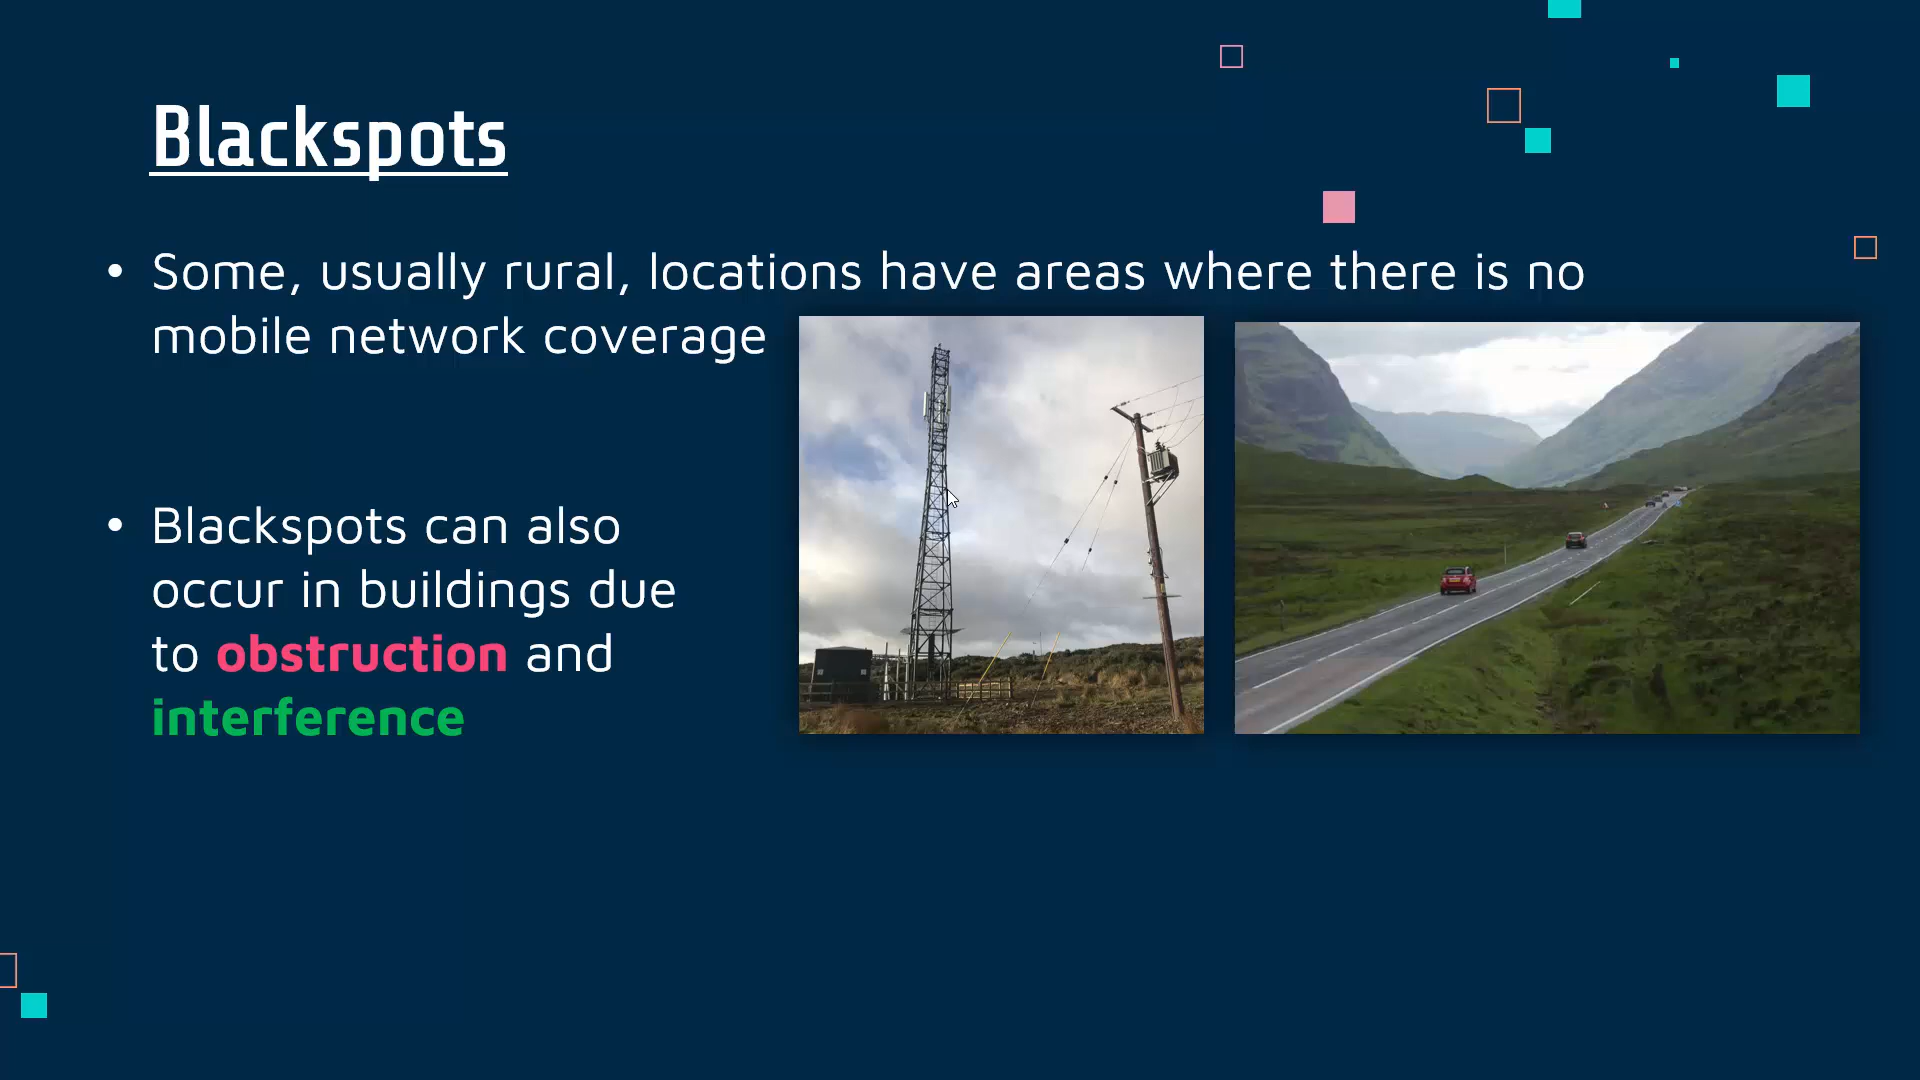 Blackspots
• Some, usually rural, locations have areas where there is no
mobile network coverage
• Blackspots can also
occur in buildings due
to obstruction and
interference